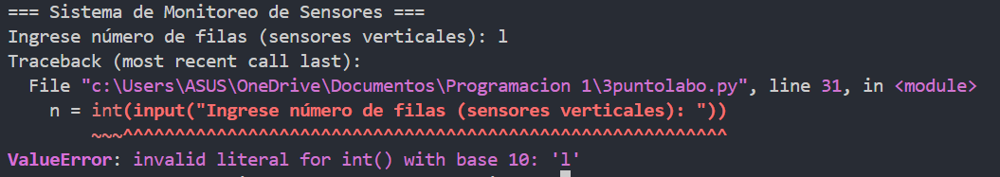 === Sistema de Monitoreo de Sensores ===
Ingrese número de filas (sensores verticales): l
Traceback (most recent call last):
  File "c:\Users\ASUS\OneDrive\Documentos\Programacion 1\3puntolabo.py", line 31, in <module>
    n = int(input("Ingrese número de filas (sensores verticales): "))
        ~~~^^^^^^^^^^^^^^^^^^^^^^^^^^^^^^^^^^^^^^^^^^^^^^^^^^^^^^^^^^
ValueError: invalid literal for int() with base 10: 'l'